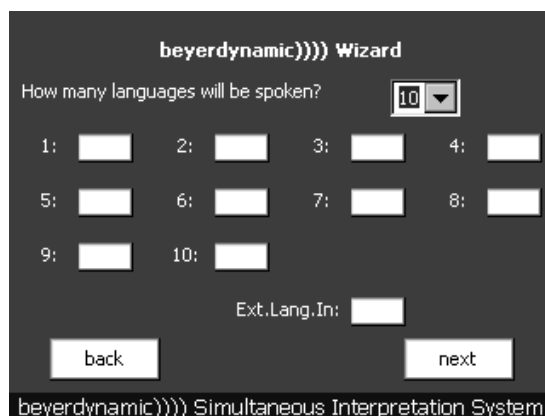 beyerdynamic)))) Wizard
How many languages will be spoken? 10
1: 2: 3: 4:
5: 6: 7: 8:
9: 10:
Ext.Lang.In:
back next
beyerdynamic)))) Simultaneous Interpretation System